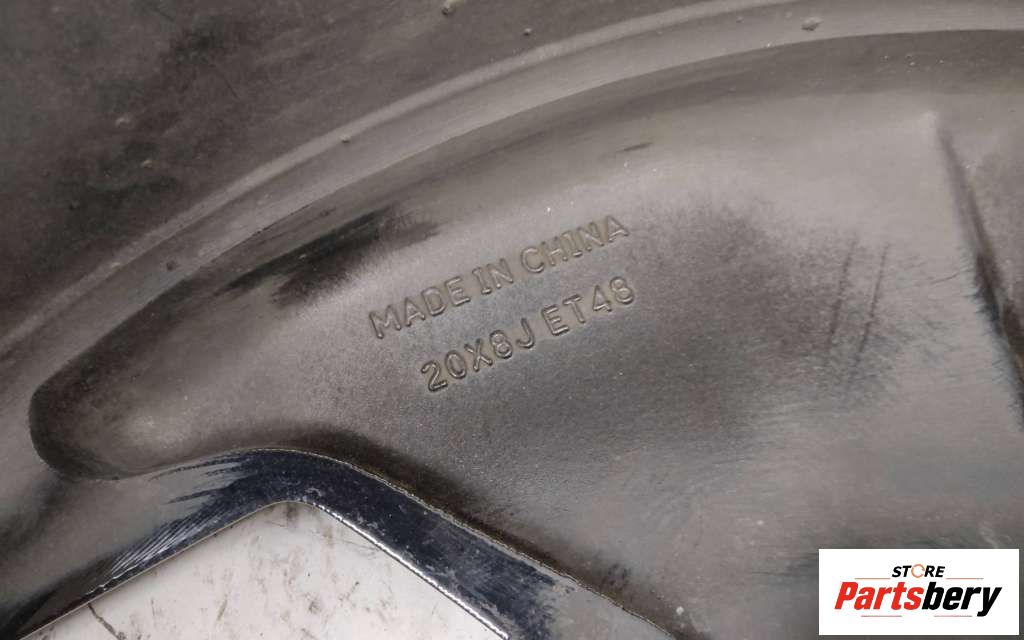 MADE IN CHINA
20X8J ET48
STORE
Partsbery